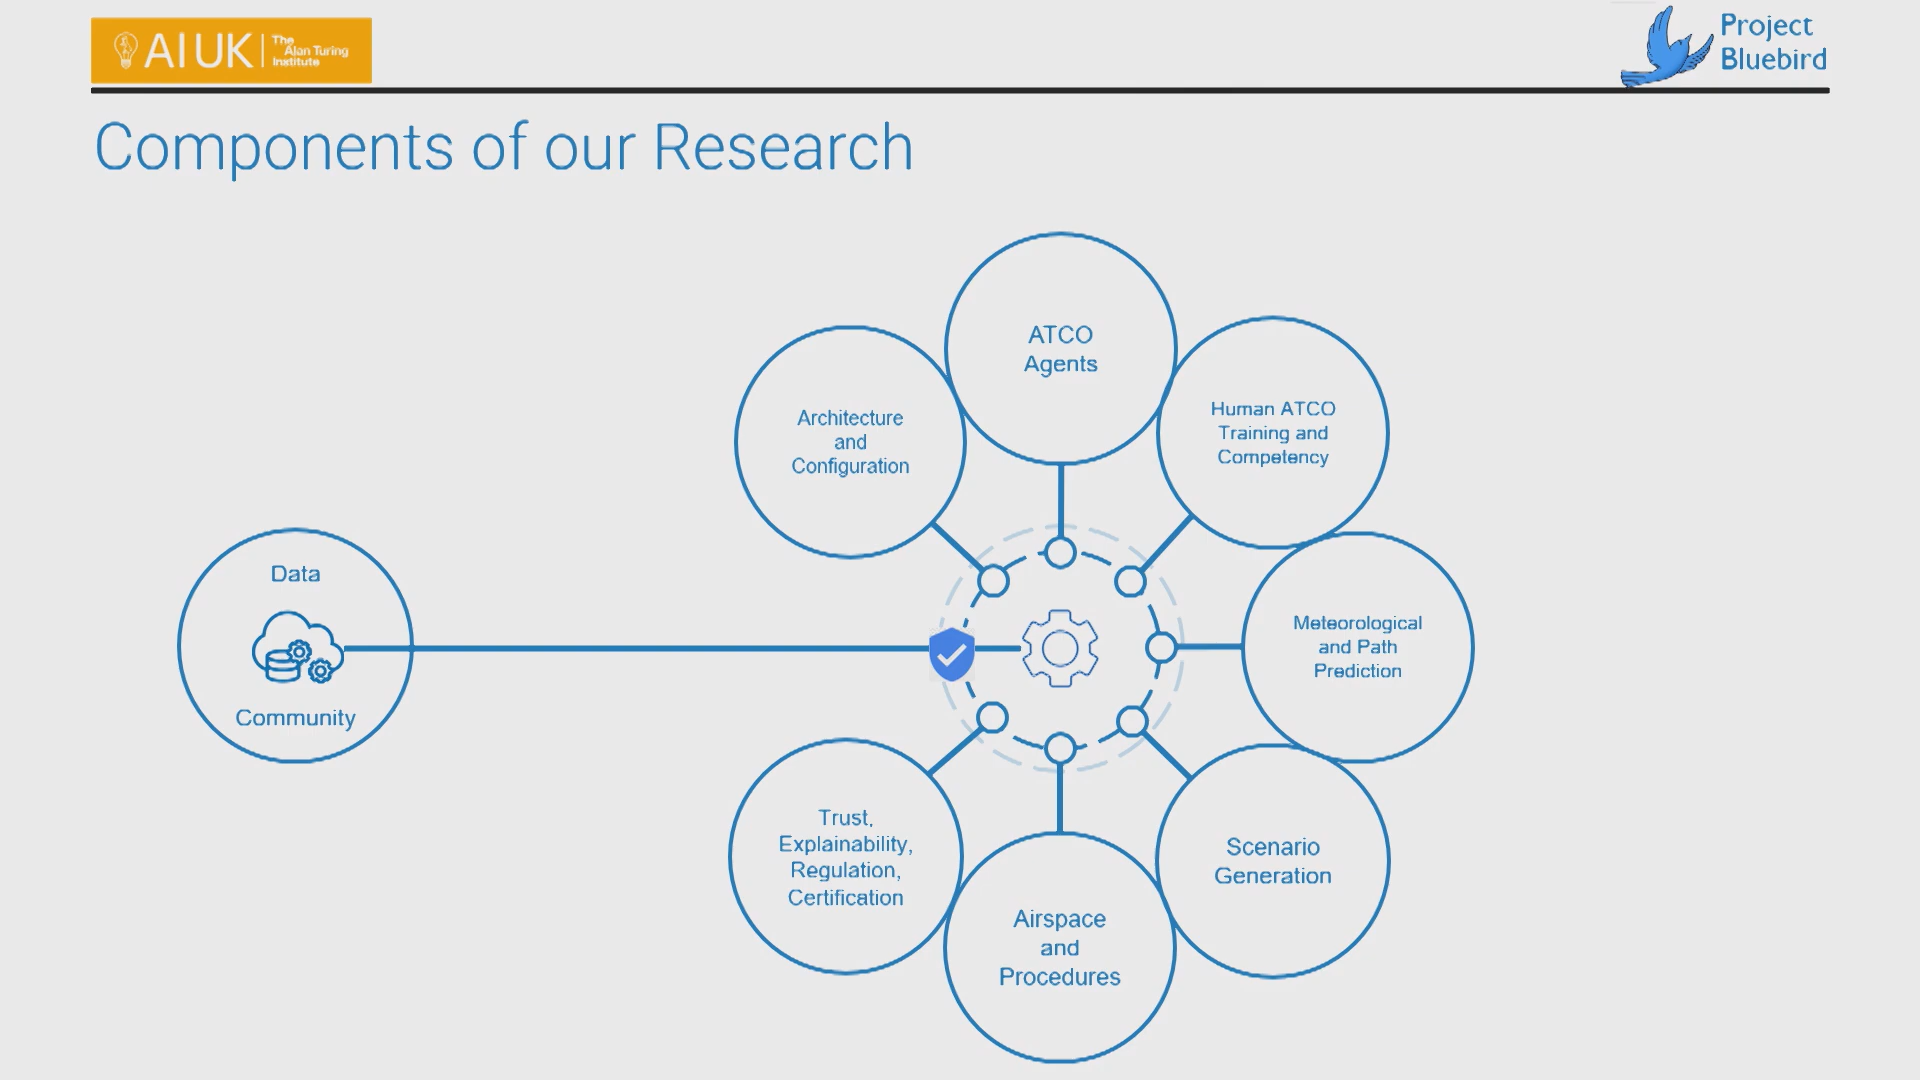 AI UK
The
Alan Turing
Institute
Project
Bluebird
Components of our Research
ATCO
Agents
Architecture
and
Configuration
Human ATCO
Training and
Competency
Data
Community
Meteorological
and Path
Prediction
Trust,
Explainability,
Regulation,
Certification
Scenario
Generation
Airspace
and
Procedures